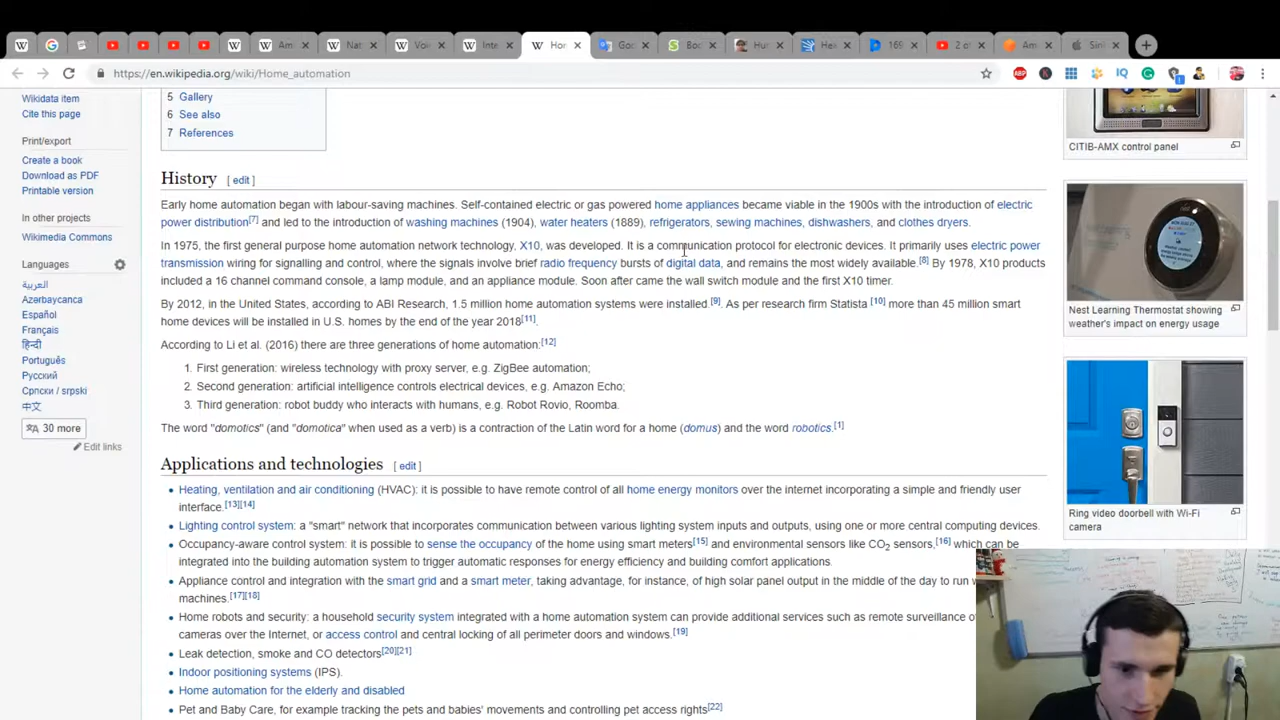 Ami
Nat
Voi
Inte
Hor
Goo
Boo
Hur
Hex
169
2 of
Am
Sin
https://en.wikipedia.org/wiki/Home_automation
ABP
IQ
Wikidata item
Cite this page
Print/export
Create a book
Download as PDF
Printable version
In other projects
Wikimedia Commons
Languages
العربية
Azərbaycanca
Español
Français
हिन्दी
Português
Русский
Српски / srpski
中文
30 more
Edit links
5 Gallery
6 See also
7 References
History [ edit ]
Early home automation began with labour-saving machines. Self-contained electric or gas powered home appliances became viable in the 1900s with the introduction of electric
power distribution[7] and led to the introduction of washing machines (1904), water heaters (1889), refrigerators, sewing machines, dishwashers, and clothes dryers.
In 1975, the first general purpose home automation network technology, X10, was developed. It is a communication protocol for electronic devices. It primarily uses electric power
transmission wiring for signalling and control, where the signals involve brief radio frequency bursts of digital data, and remains the most widely available.[8] By 1978, X10 products
included a 16 channel command console, a lamp module, and an appliance module. Soon after came the wall switch module and the first X10 timer.
By 2012, in the United States, according to ABI Research, 1.5 million home automation systems were installed.[9]. As per research firm Statista [10] more than 45 million smart
home devices will be installed in U.S. homes by the end of the year 2018[11].
According to Li et al. (2016) there are three generations of home automation:[12]
1. First generation: wireless technology with proxy server, e.g. ZigBee automation;
2. Second generation: artificial intelligence controls electrical devices, e.g. Amazon Echo;
3. Third generation: robot buddy who interacts with humans, e.g. Robot Rovio, Roomba.
The word "domotics" (and "domotica" when used as a verb) is a contraction of the Latin word for a home (domus) and the word robotics.[1]
Applications and technologies [ edit ]
• Heating, ventilation and air conditioning (HVAC): it is possible to have remote control of all home energy monitors over the internet incorporating a simple and friendly user
interface.[13][14]
• Lighting control system: a "smart" network that incorporates communication between various lighting system inputs and outputs, using one or more central computing devices.
• Occupancy-aware control system: it is possible to sense the occupancy of the home using smart meters[15] and environmental sensors like CO2 sensors,[16] which can be
integrated into the building automation system to trigger automatic responses for energy efficiency and building comfort applications.
• Appliance control and integration with the smart grid and a smart meter, taking advantage, for instance, of high solar panel output in the middle of the day to run
machines.[17][18]
• Home robots and security: a household security system integrated with a home automation system can provide additional services such as remote surveillance of
cameras over the Internet, or access control and central locking of all perimeter doors and windows.[19]
• Leak detection, smoke and CO detectors[20][21]
• Indoor positioning systems (IPS).
• Home automation for the elderly and disabled
• Pet and Baby Care, for example tracking the pets and babies' movements and controlling pet access rights[22]
CITIB-AMX control panel
nest
Nest Learning Thermostat showing
weather's impact on energy usage
Ring video doorbell with Wi-Fi
camera